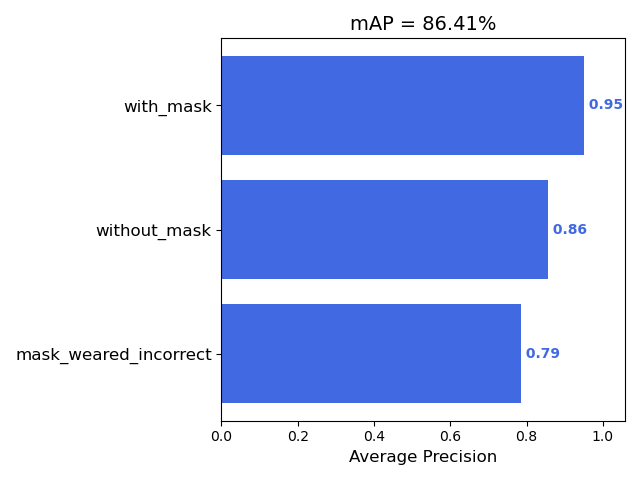 mAP = 86.41%
with_mask
0.95
without_mask
0.86
mask_weared_incorrect
0.79
0.0 0.2 0.4 0.6 0.8 1.0
Average Precision